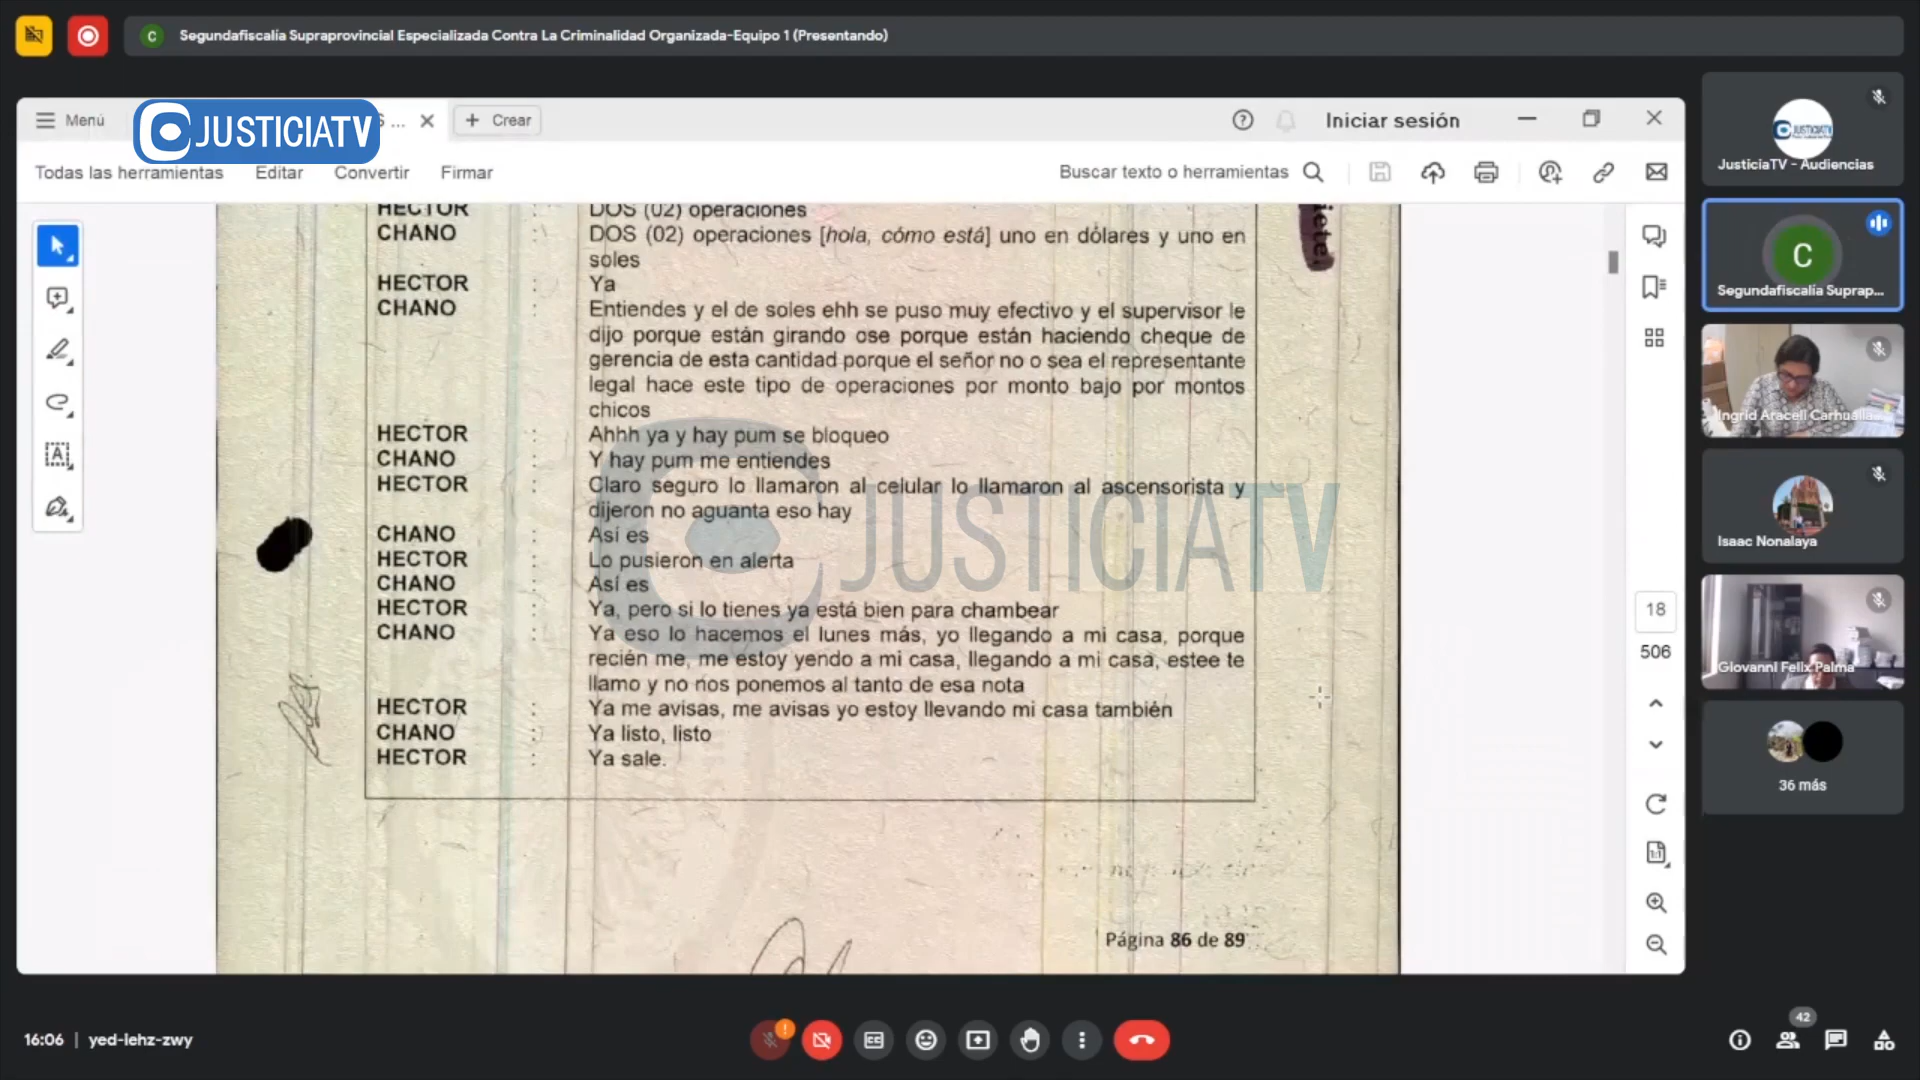 C Segundafiscalía Supraprovincial Especializada Contra La Criminalidad Organizada-Equipo 1 (Presentando)
Menú
JUSTICIATV
S ...
+ Crear
Iniciar sesión
Todas las herramientas
Editar
Convertir
Firmar
Buscar texto o herramientas
HECTOR : DOS (02) operaciones
CHANO : DOS (02) operaciones [hola, cómo está] uno en dólares y uno en
soles
HECTOR : Ya
CHANO : Entiendes y el de soles ehh se puso muy efectivo y el supervisor le
dijo porque están girando ose porque están haciendo cheque de
gerencia de esta cantidad porque el señor no o sea el representante
legal hace este tipo de operaciones por monto bajo por montos
chicos
HECTOR : Ahhh ya y hay pum se bloqueo
CHANO : Y hay pum me entiendes
HECTOR : Claro seguro lo llamaron al celular lo llamaron al ascensorista y
dijeron no aguanta eso hay
CHANO : Así es
HECTOR : Lo pusieron en alerta
CHANO : Así es
HECTOR : Ya, pero si lo tienes ya está bien para chambear
CHANO : Ya eso lo hacemos el lunes más, yo llegando a mi casa, porque
recién me, me estoy yendo a mi casa, llegando a mi casa, estee te
llamo y no nos ponemos al tanto de esa nota
HECTOR : Ya me avisas, me avisas yo estoy llevando mi casa también
CHANO : Ya listo, listo
HECTOR : Ya sale.
JUSTICIATV
Página 86 de 89
18
506
JUSTICIATV
JusticiaTV - Audiencias
C
Segundafiscalía Suprap...
Ingrid Araceli Carhualla...
Isaac Nonalaya
Giovanni Felix Palma
36 más
16:06 | yed-iehz-zwy
42